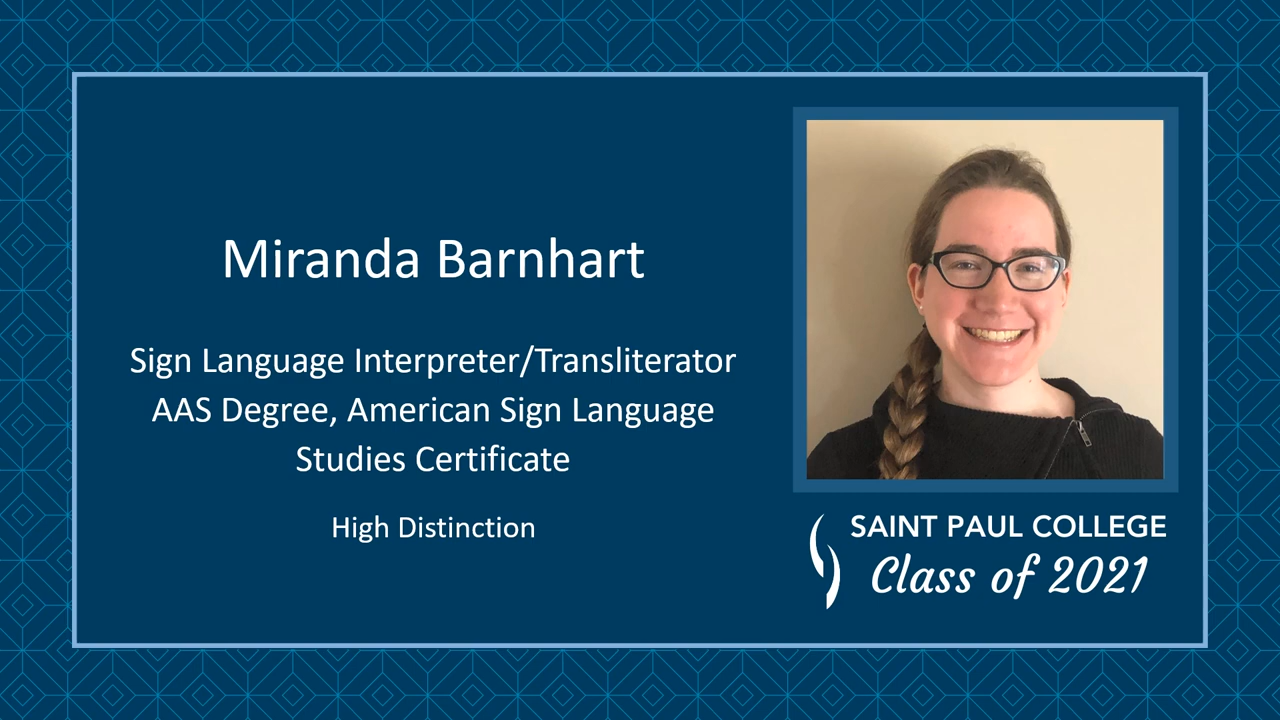 Miranda Barnhart
Sign Language Interpreter/Transliterator
AAS Degree, American Sign Language
Studies Certificate
High Distinction
SAINT PAUL COLLEGE
Class of 2021